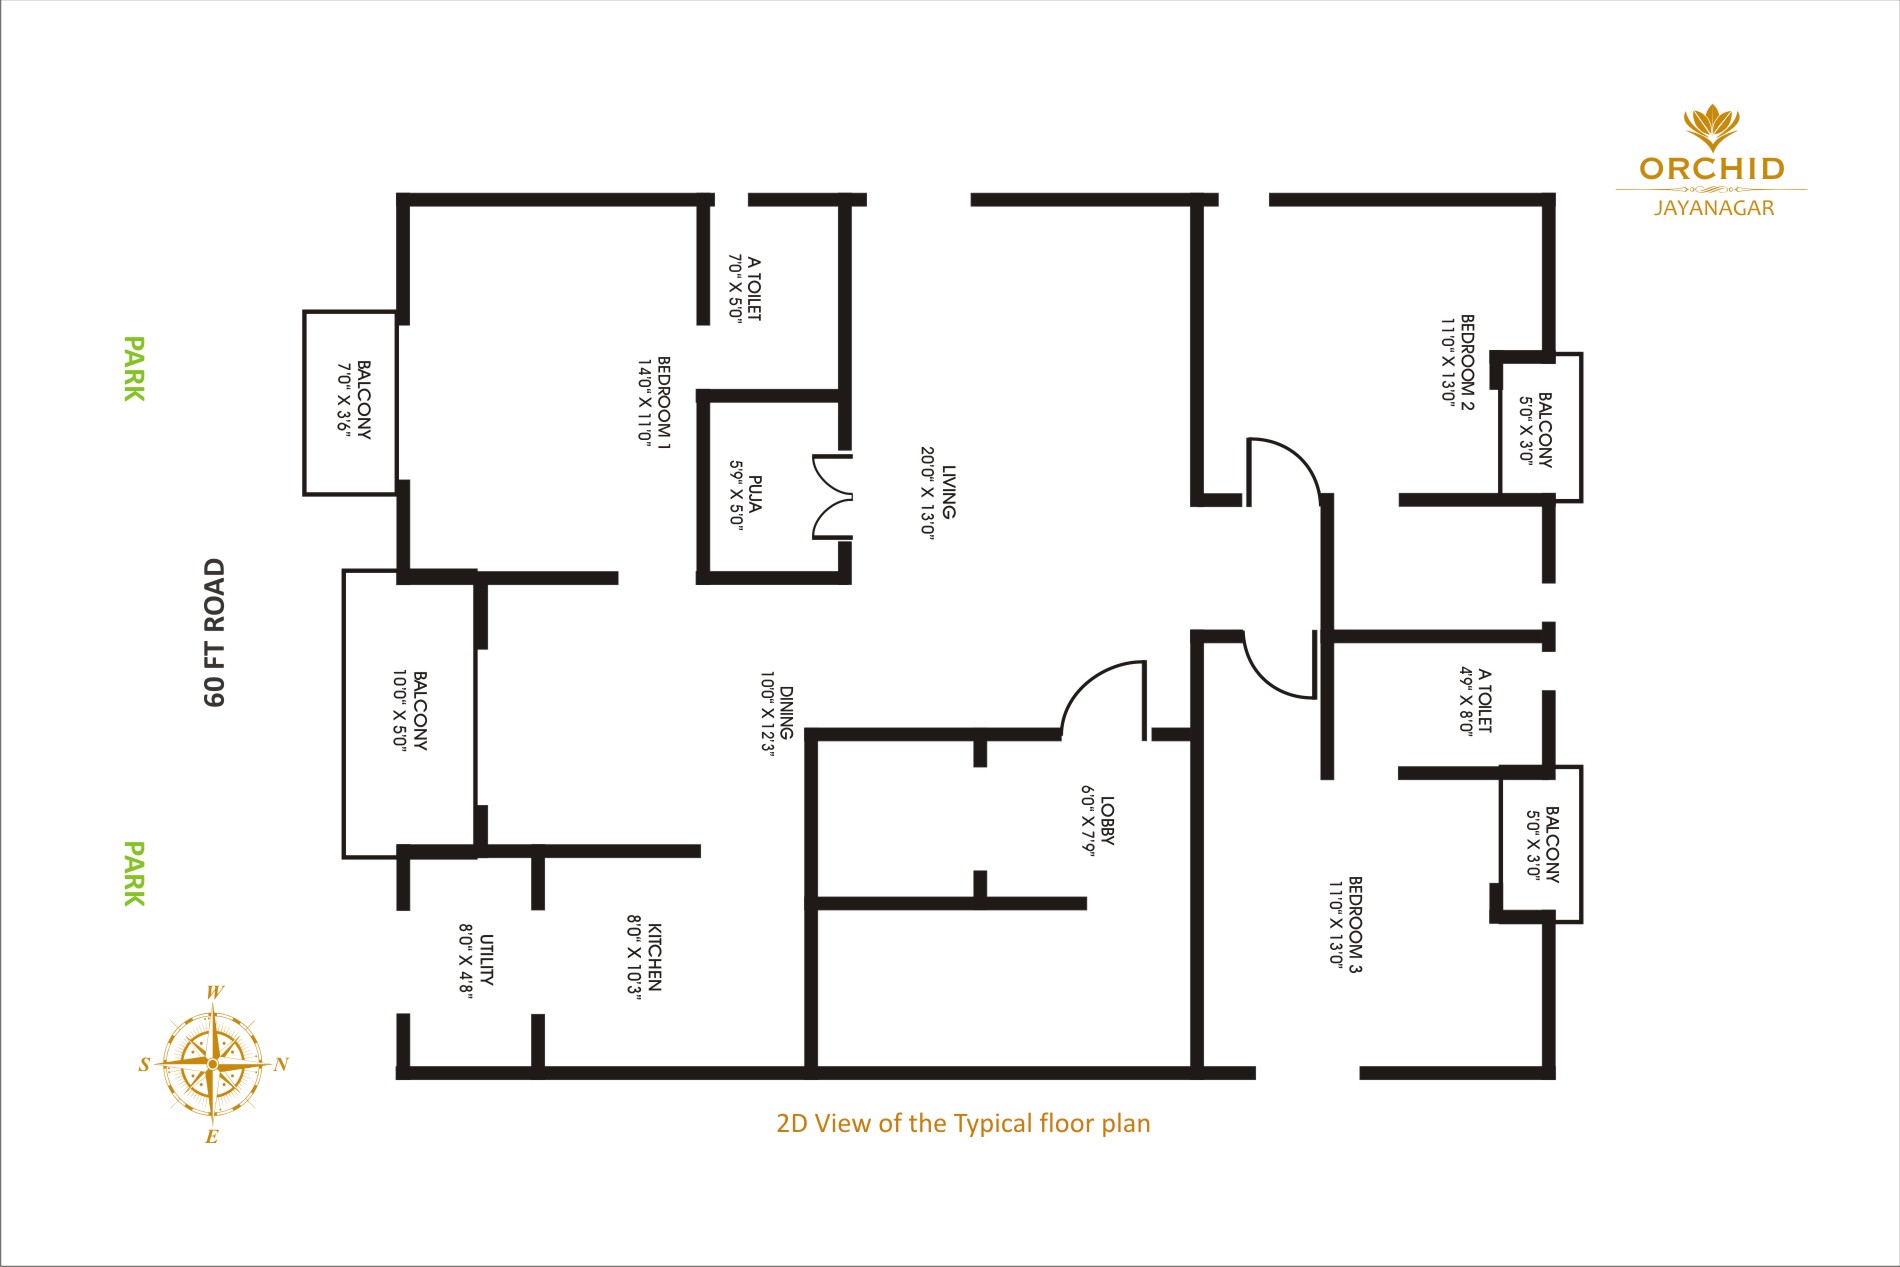 ORCHID
JAYANAGAR
PARK
60 FT ROAD
PARK
BALCONY
7'0" X 3'6"
BEDROOM 1
14'0" X 11'0"
A TOILET
7'0" X 5'0"
PUJA
5'9" X 5'0"
LIVING
20'0" X 13'0"
BEDROOM 2
11'0" X 13'0"
BALCONY
5'0" X 3'0"
BALCONY
10'0" X 5'0"
DINING
10'0" X 12'3"
LOBBY
6'0" X 7'9"
A TOILET
4'9" X 8'0"
BALCONY
5'0" X 3'0"
BEDROOM 3
11'0" X 13'0"
UTILITY
8'0" X 4'8"
KITCHEN
8'0" X 10'3"
W
S
N
E
2D View of the Typical floor plan